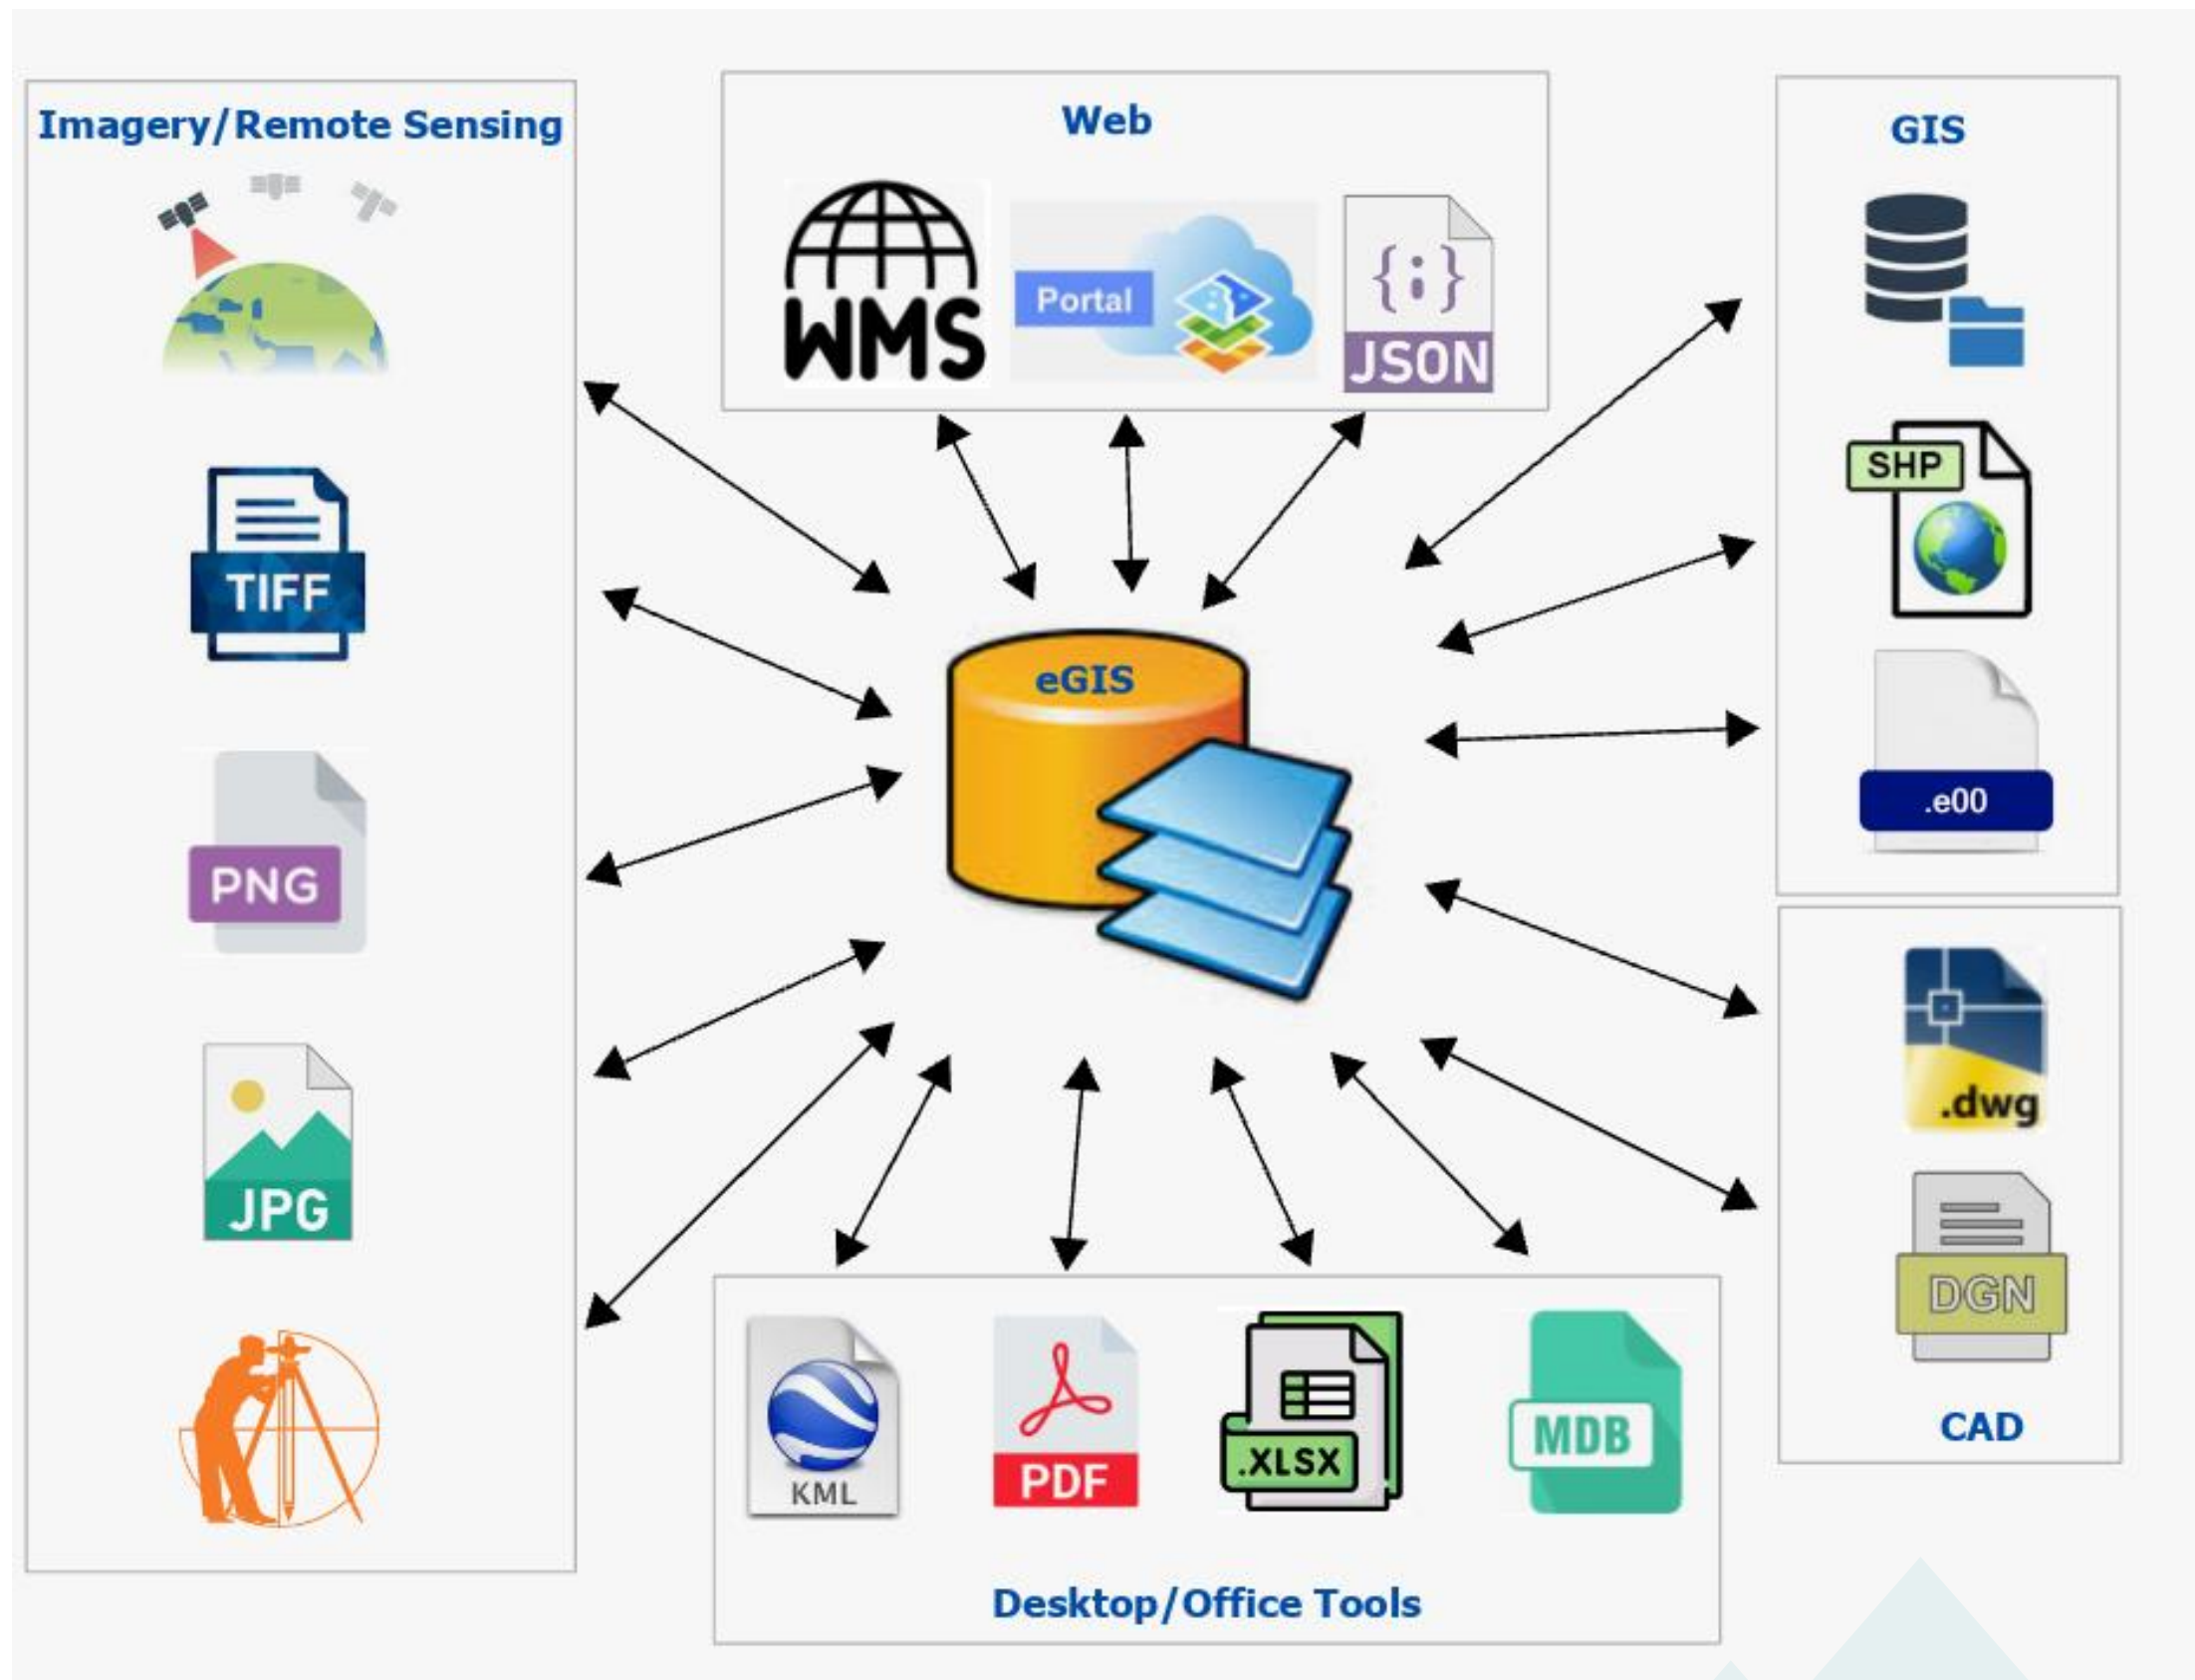 Imagery/Remote Sensing
TIFF
PNG
JPG
Web
WMS
Portal
{;}
JSON
GIS
SHP
.e00
eGIS
.dwg
DGN
CAD
KML
PDF
.XLSX
MDB
Desktop/Office Tools